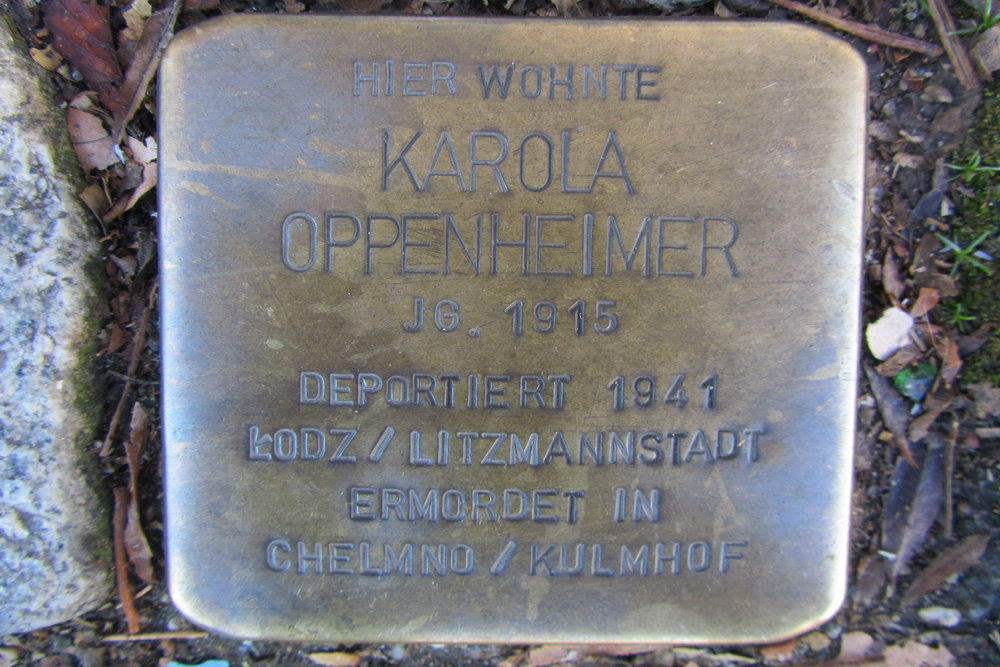 HIER WOHNTE
KAROLA
OPPENHEIMER
JG. 1915
DEPORTIERT 1941
ŁODZ/LITZMANNSTADT
ERMORDET IN
CHELMNO/KULMHOF